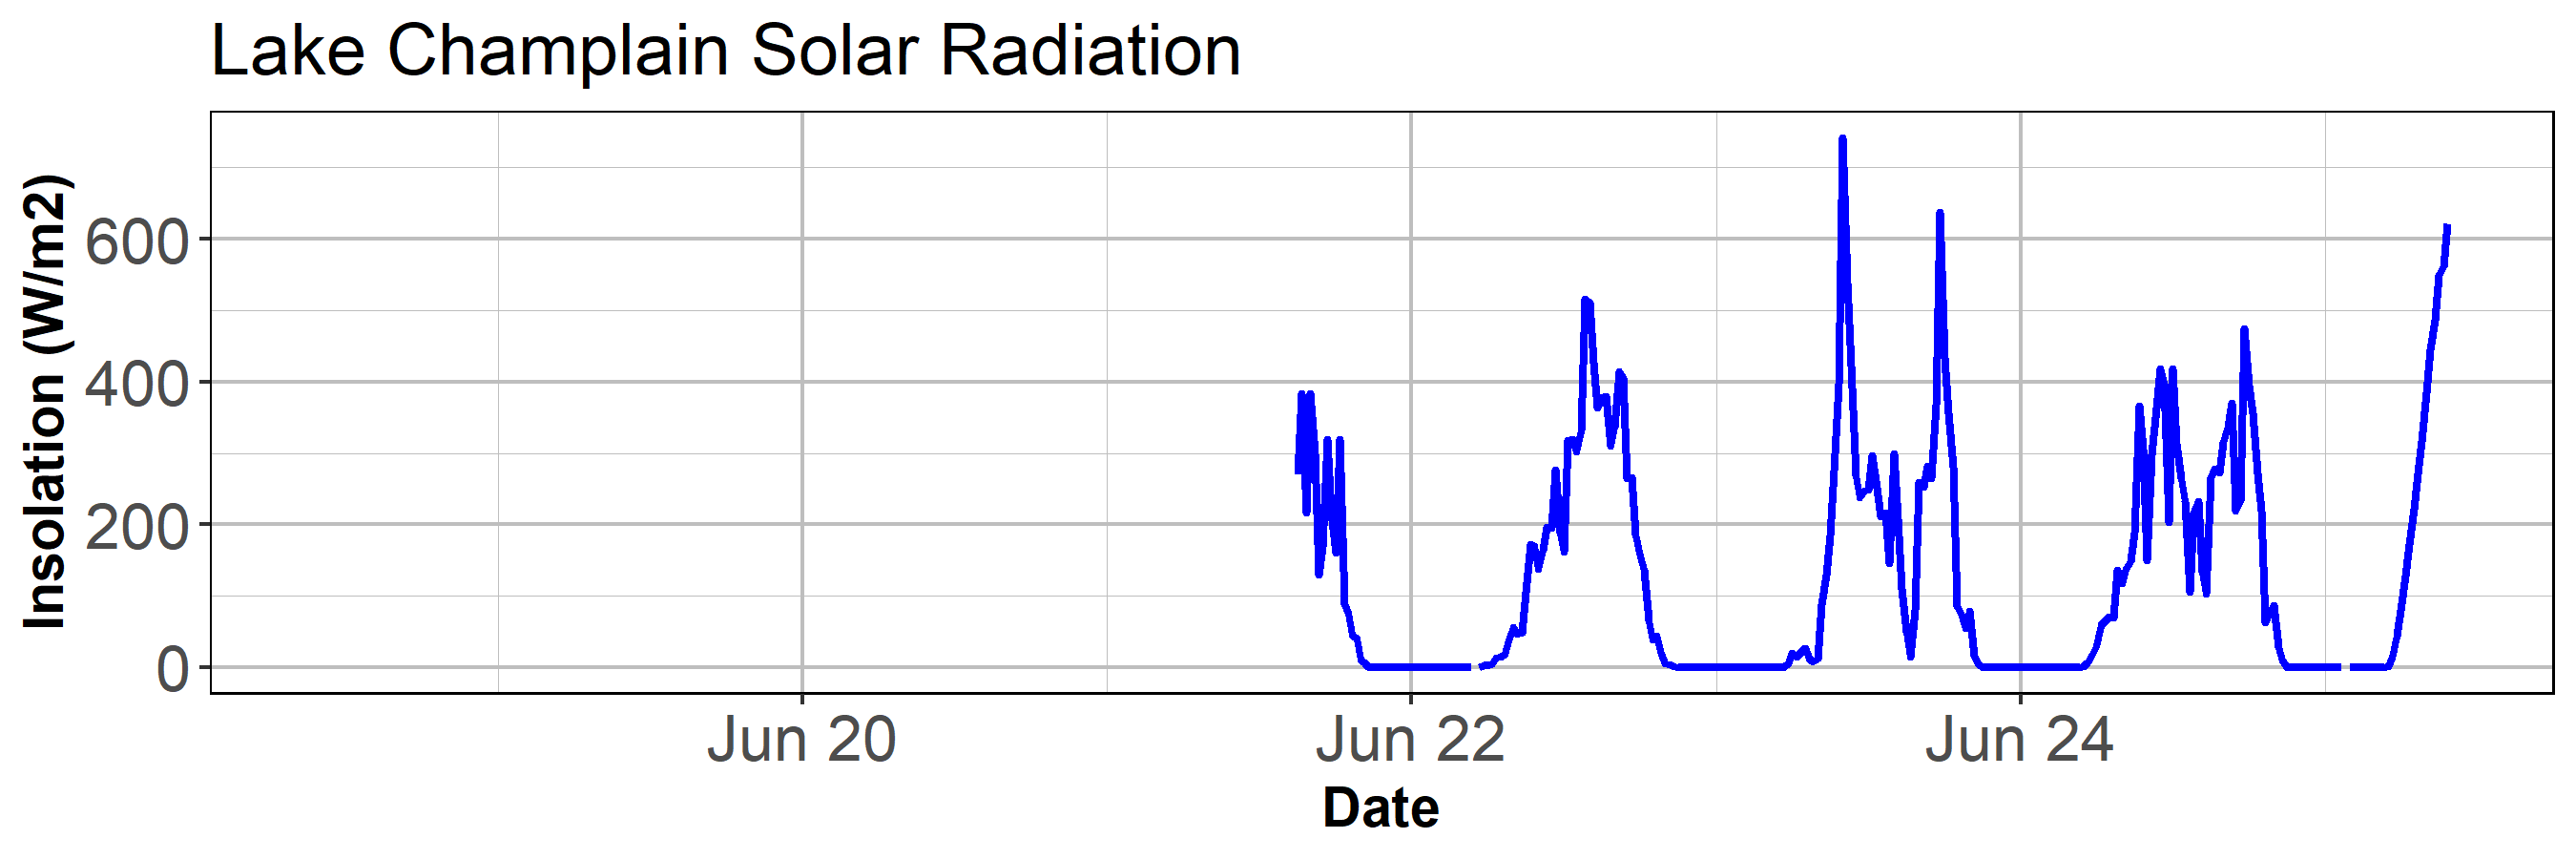 Lake Champlain Solar Radiation
Insolation (W/m2)
600
400
200
0
Jun 20
Jun 22
Jun 24
Date